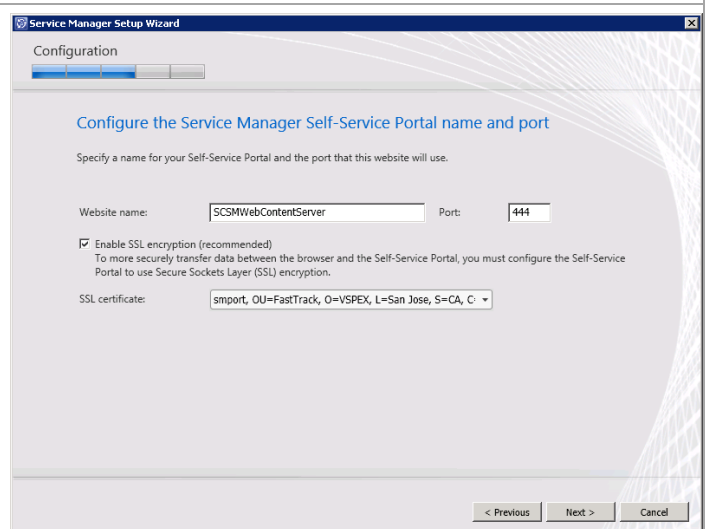 Service Manager Setup Wizard
Configuration
Configure the Service Manager Self-Service Portal name and port
Specify a name for your Self-Service Portal and the port that this website will use.
Website name: SCSMWebContentServer Port: 444
Enable SSL encryption (recommended)
To more securely transfer data between the browser and the Self-Service Portal, you must configure the Self-Service
Portal to use Secure Sockets Layer (SSL) encryption.
SSL certificate: smport, OU=FastTrack, O=VSPEX, L=San Jose, S=CA, C=
< Previous Next > Cancel